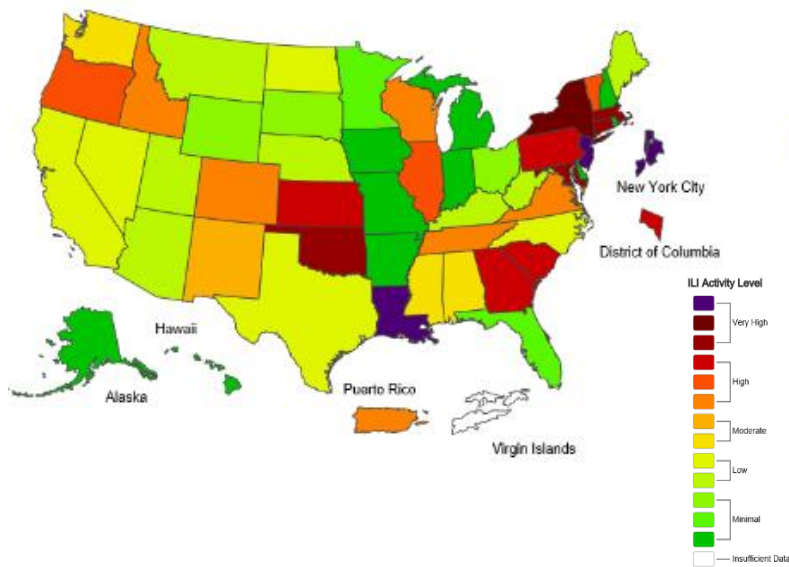 New York City
District of Columbia
ILI Activity Level
Very High
High
Moderate
Low
Minimal
Insufficient Data
Hawaii
Alaska
Puerto Rico
Virgin Islands